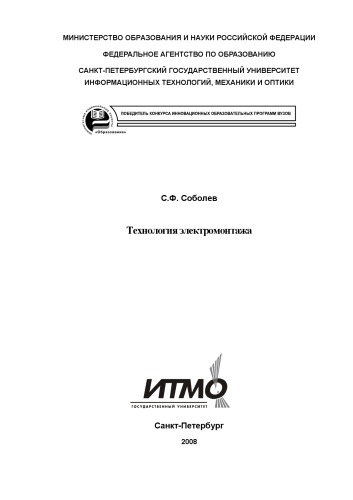 МИНИСТЕРСТВО ОБРАЗОВАНИЯ И НАУКИ РОССИЙСКОЙ ФЕДЕРАЦИИ
ФЕДЕРАЛЬНОЕ АГЕНТСТВО ПО ОБРАЗОВАНИЮ
САНКТ-ПЕТЕРБУРГСКИЙ ГОСУДАРСТВЕННЫЙ УНИВЕРСИТЕТ
ИНФОРМАЦИОННЫХ ТЕХНОЛОГИЙ, МЕХАНИКИ И ОПТИКИ
ПОБЕДИТЕЛЬ КОНКУРСА ИННОВАЦИОННЫХ ОБРАЗОВАТЕЛЬНЫХ ПРОГРАММ ВУЗОВ
«Образование»
С.Ф. Соболев
Технология электромонтажа
ИТМО
ГОСУДАРСТВЕННЫЙ УНИВЕРСИТЕТ
Санкт-Петербург
2008